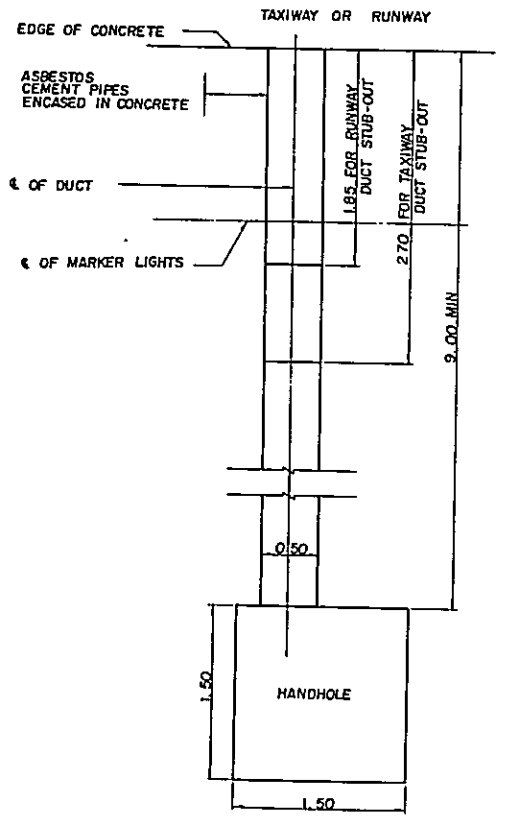 TAXIWAY OR RUNWAY
EDGE OF CONCRETE
ASBESTOS
CEMENT PIPES
ENCASED IN CONCRETE
℄ OF DUCT
℄ OF MARKER LIGHTS
1.85 FOR RUNWAY
DUCT STUB-OUT
2.70 FOR TAXIWAY
DUCT STUB-OUT
9.00 MIN
0.50
HANDHOLE
1.50
1.50